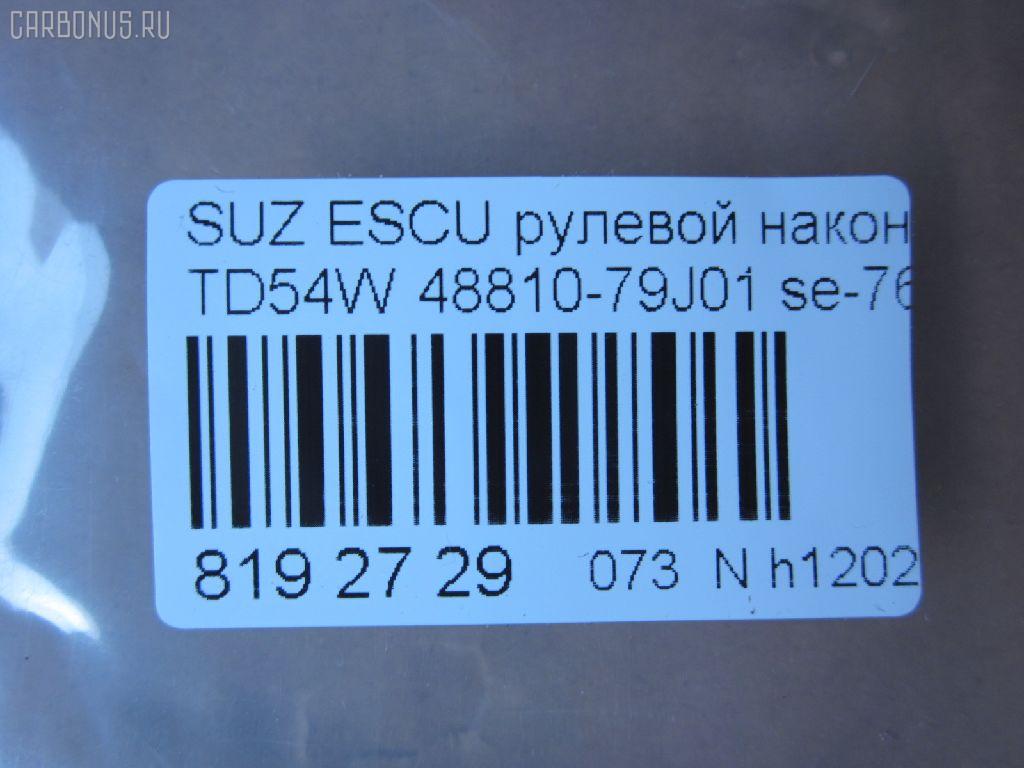 CARBONUS.RU
SUZ ESCU рулевой након
TD54W 48810-79J01 se-76
819 27 29 073 N h1202